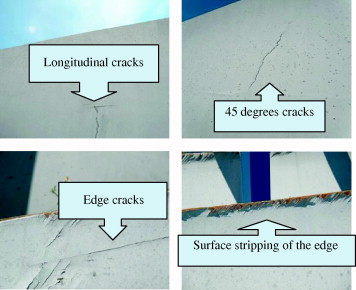 Longitudinal cracks
45 degrees cracks
Edge cracks
Surface stripping of the edge